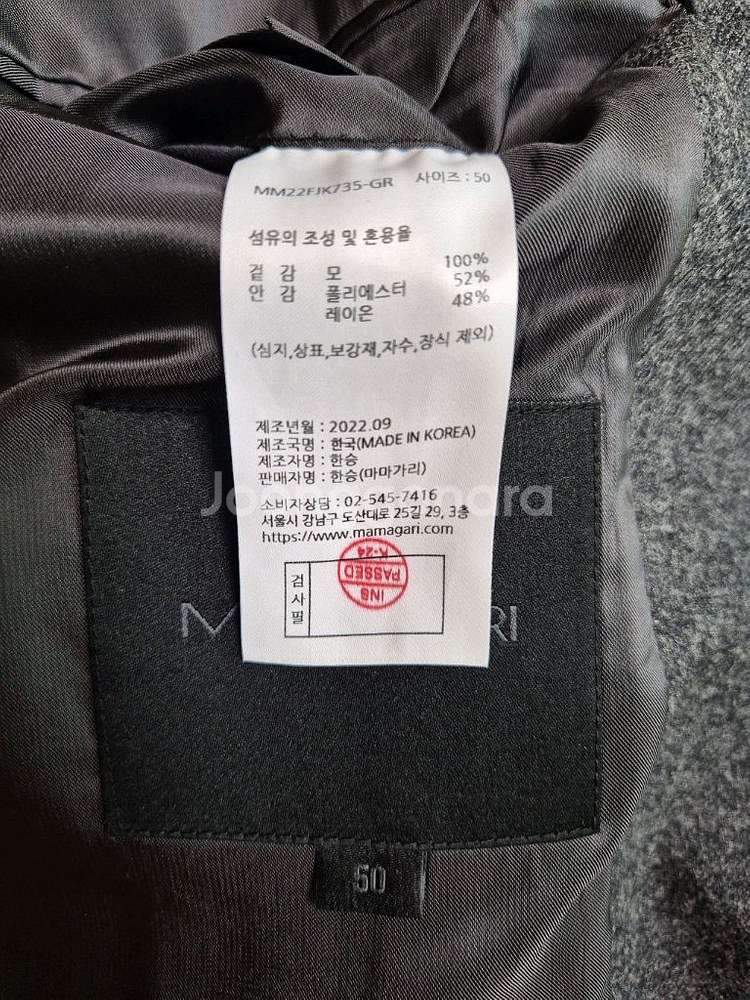 MM22FJK735-GR 사이즈 : 50
섬유의 조성 및 혼용율
겉 감 모 100%
안 감 폴리에스터 52%
레이온 48%
(심지,상표,보강재,자수,장식 제외)
제조년월 : 2022.09
제조국명 : 한국(MADE IN KOREA)
제조자명 : 한승
판매자명 : 한승(마마가리)
소비자상담 : 02-545-7416
서울시 강남구 도산대로 25길 29, 3층
https://www.mamagari.com
검사필
INS
PASSED
K-24
50